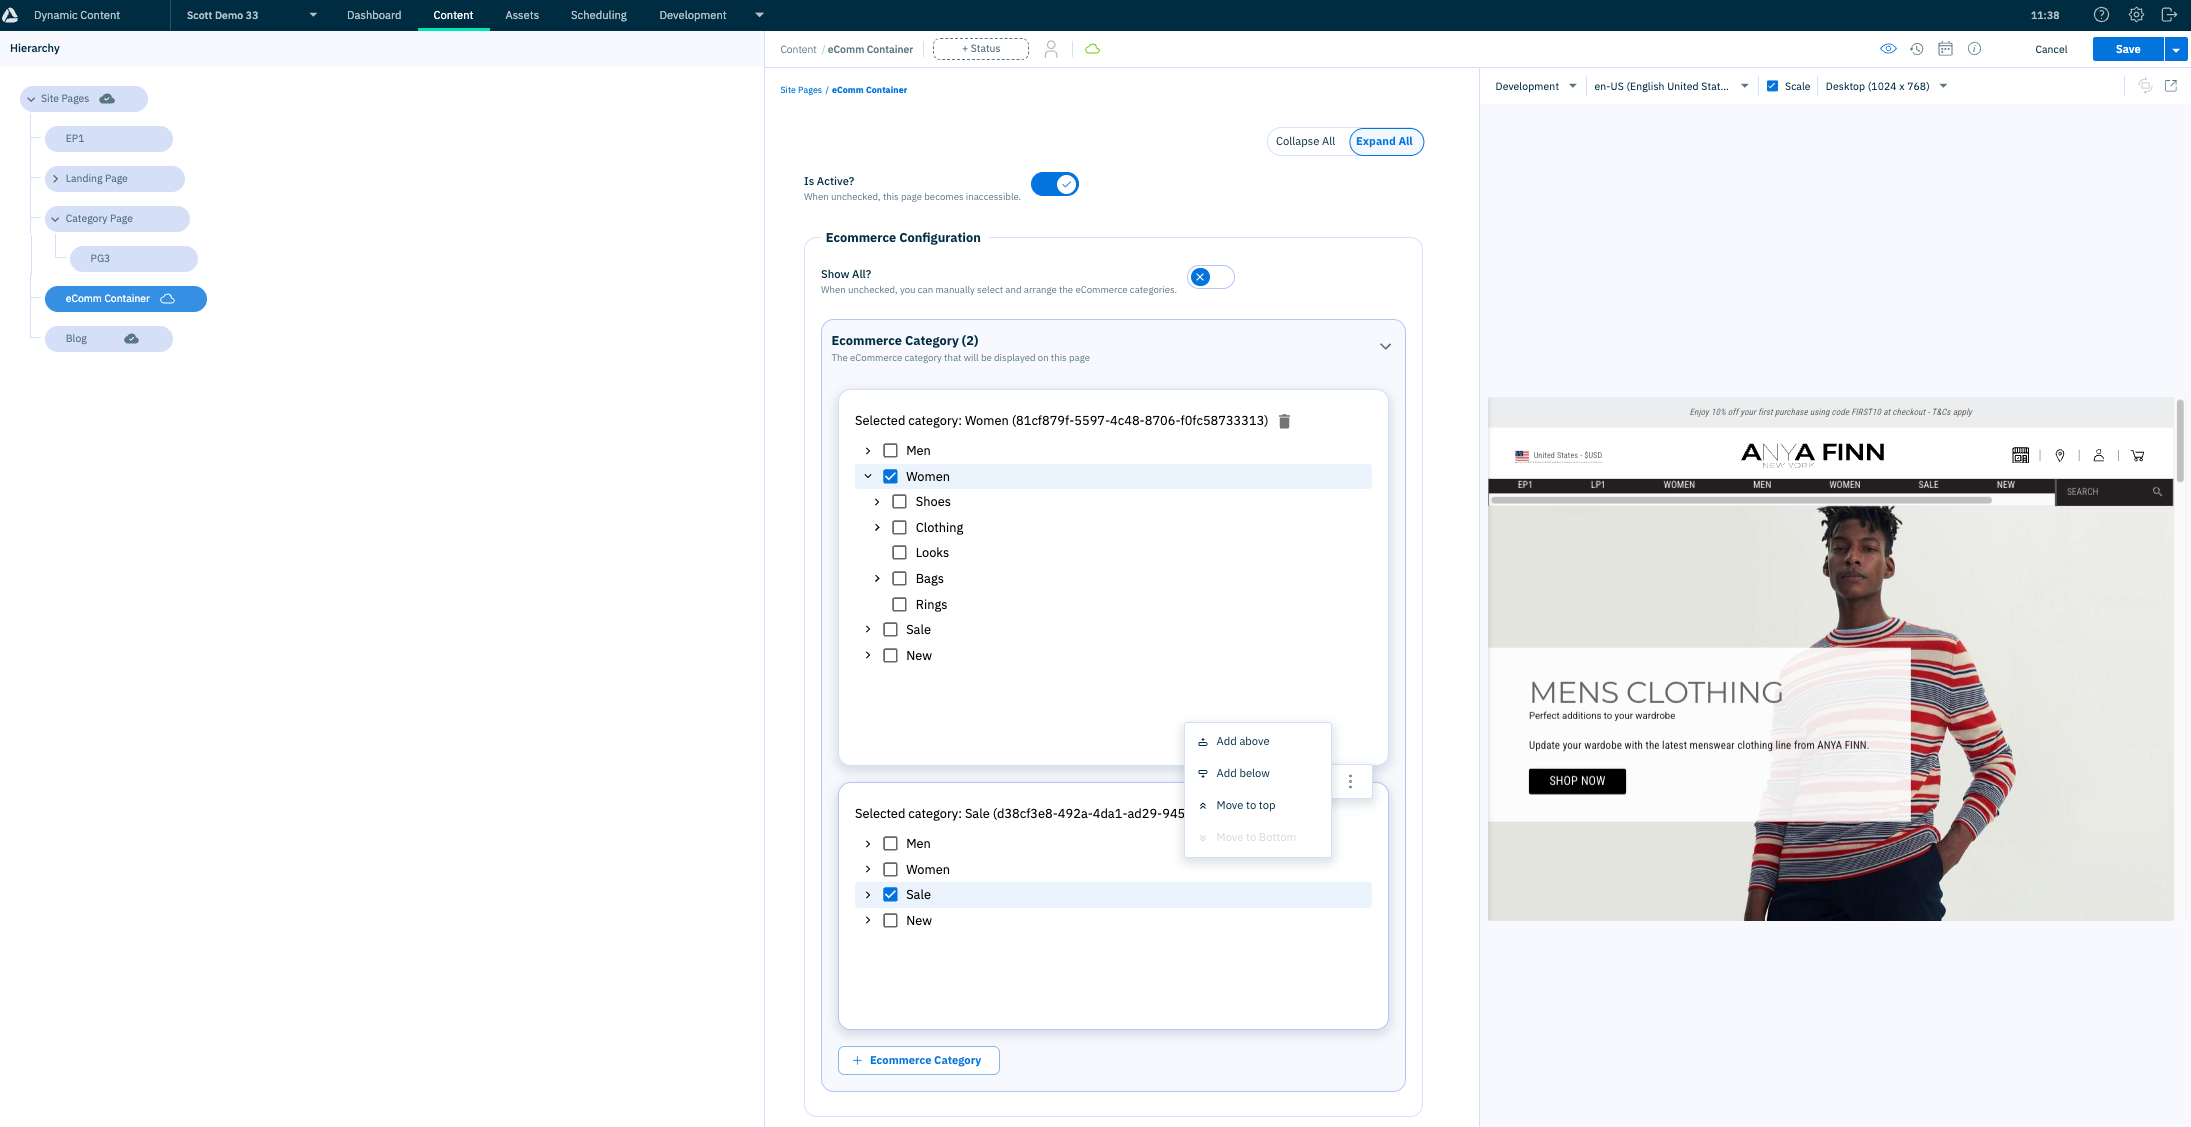 Dynamic Content
Scott Demo 33
Dashboard
Content
Assets
Scheduling
Development
11:38
Hierarchy
Site Pages
EP1
Landing Page
Category Page
PG3
eComm Container
Blog
Content / eComm Container
+ Status
Cancel
Save
Site Pages / eComm Container
Development
en-US (English United Stat...
Scale
Desktop (1024 x 768)
Collapse All
Expand All
Is Active?
When unchecked, this page becomes inaccessible.
Ecommerce Configuration
Show All?
When unchecked, you can manually select and arrange the eCommerce categories.
Ecommerce Category (2)
The eCommerce category that will be displayed on this page
Selected category: Women (81cf879f-5597-4c48-8706-f0fc58733313)
Men
Women
Shoes
Clothing
Looks
Bags
Rings
Sale
New
Add above
Add below
Move to top
Move to Bottom
Selected category: Sale (d38cf3e8-492a-4da1-ad29-945
Men
Women
Sale
New
+ Ecommerce Category
Enjoy 10% off your first purchase using code FIRST10 at checkout - T&Cs apply
United States - $USD
ANYA FINN
NEW YORK
EP1
LP1
WOMEN
MEN
WOMEN
SALE
NEW
SEARCH
MENS CLOTHING
Perfect additions to your wardrobe
Update your wardobe with the latest menswear clothing line from ANYA FINN.
SHOP NOW